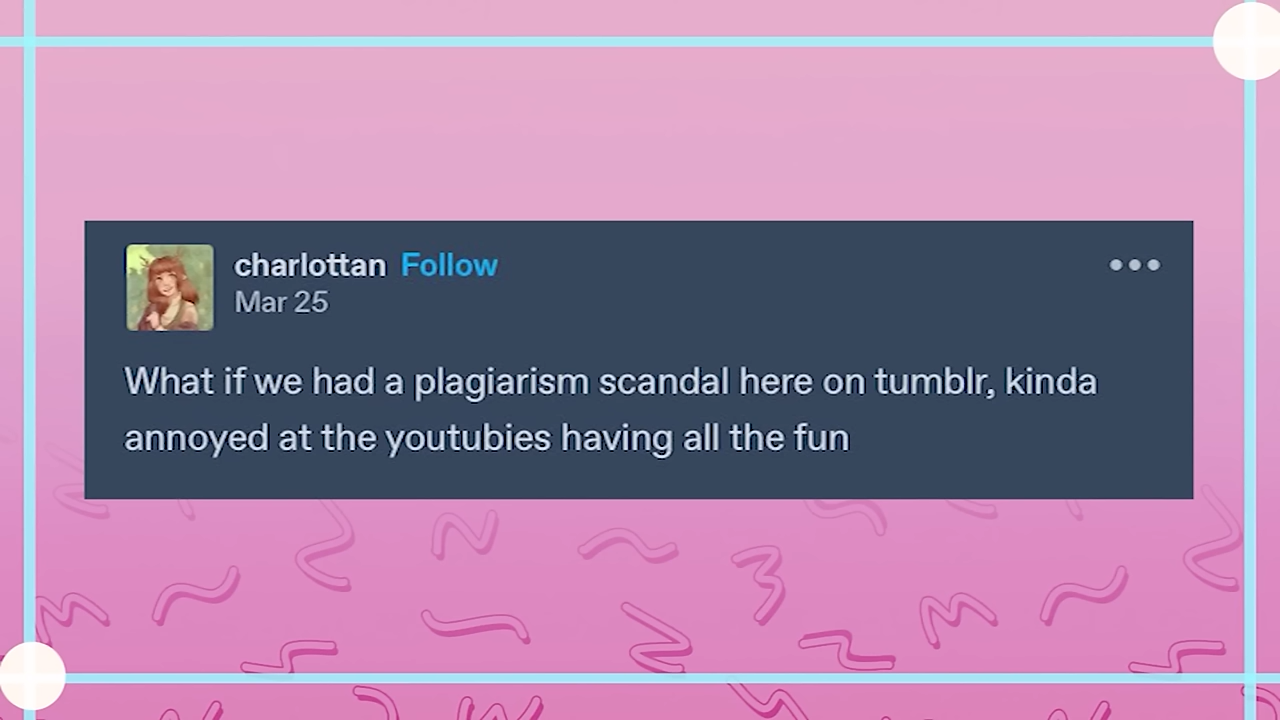 charlottan Follow
Mar 25
What if we had a plagiarism scandal here on tumblr, kinda
annoyed at the youtubies having all the fun